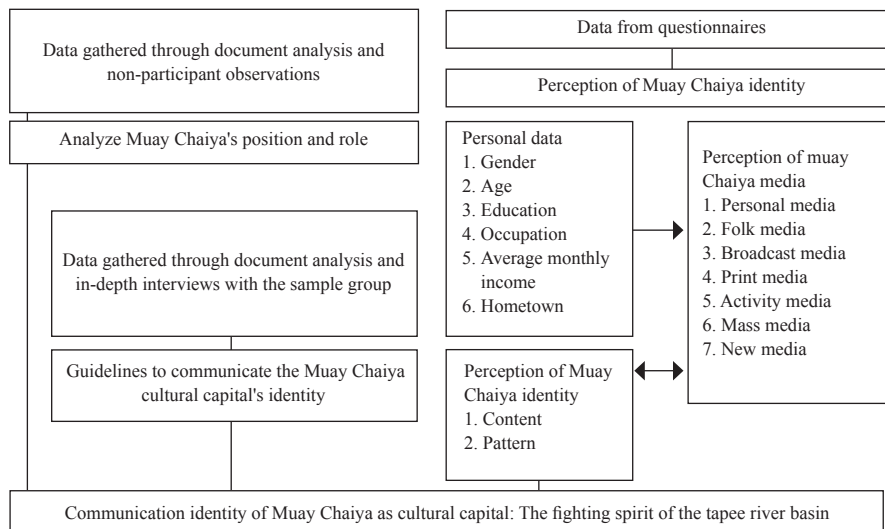 Data gathered through document analysis and
non-participant observations
Analyze Muay Chaiya's position and role
Data gathered through document analysis and
in-depth interviews with the sample group
Guidelines to communicate the Muay Chaiya
cultural capital's identity
Data from questionnaires
Perception of Muay Chaiya identity
Personal data
1. Gender
2. Age
3. Education
4. Occupation
5. Average monthly
income
6. Hometown
Perception of muay
Chaiya media
1. Personal media
2. Folk media
3. Broadcast media
4. Print media
5. Activity media
6. Mass media
7. New media
Perception of Muay
Chaiya identity
1. Content
2. Pattern
Communication identity of Muay Chaiya as cultural capital: The fighting spirit of the tapee river basin